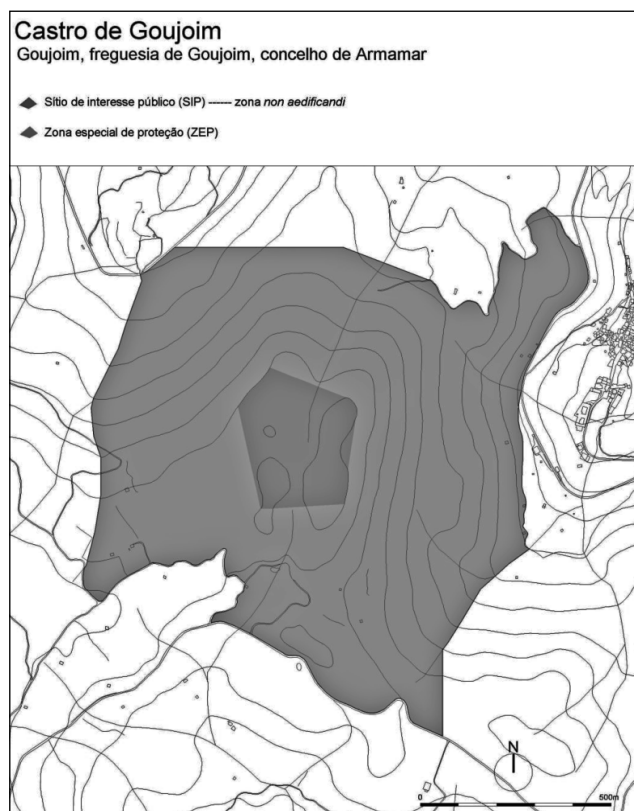 Castro de Goujoim
Goujoim, freguesia de Goujoim, concelho de Armamar
Sítio de interesse público (SIP) ------ zona non aedificandi
Zona especial de proteção (ZEP)
N
0 500m